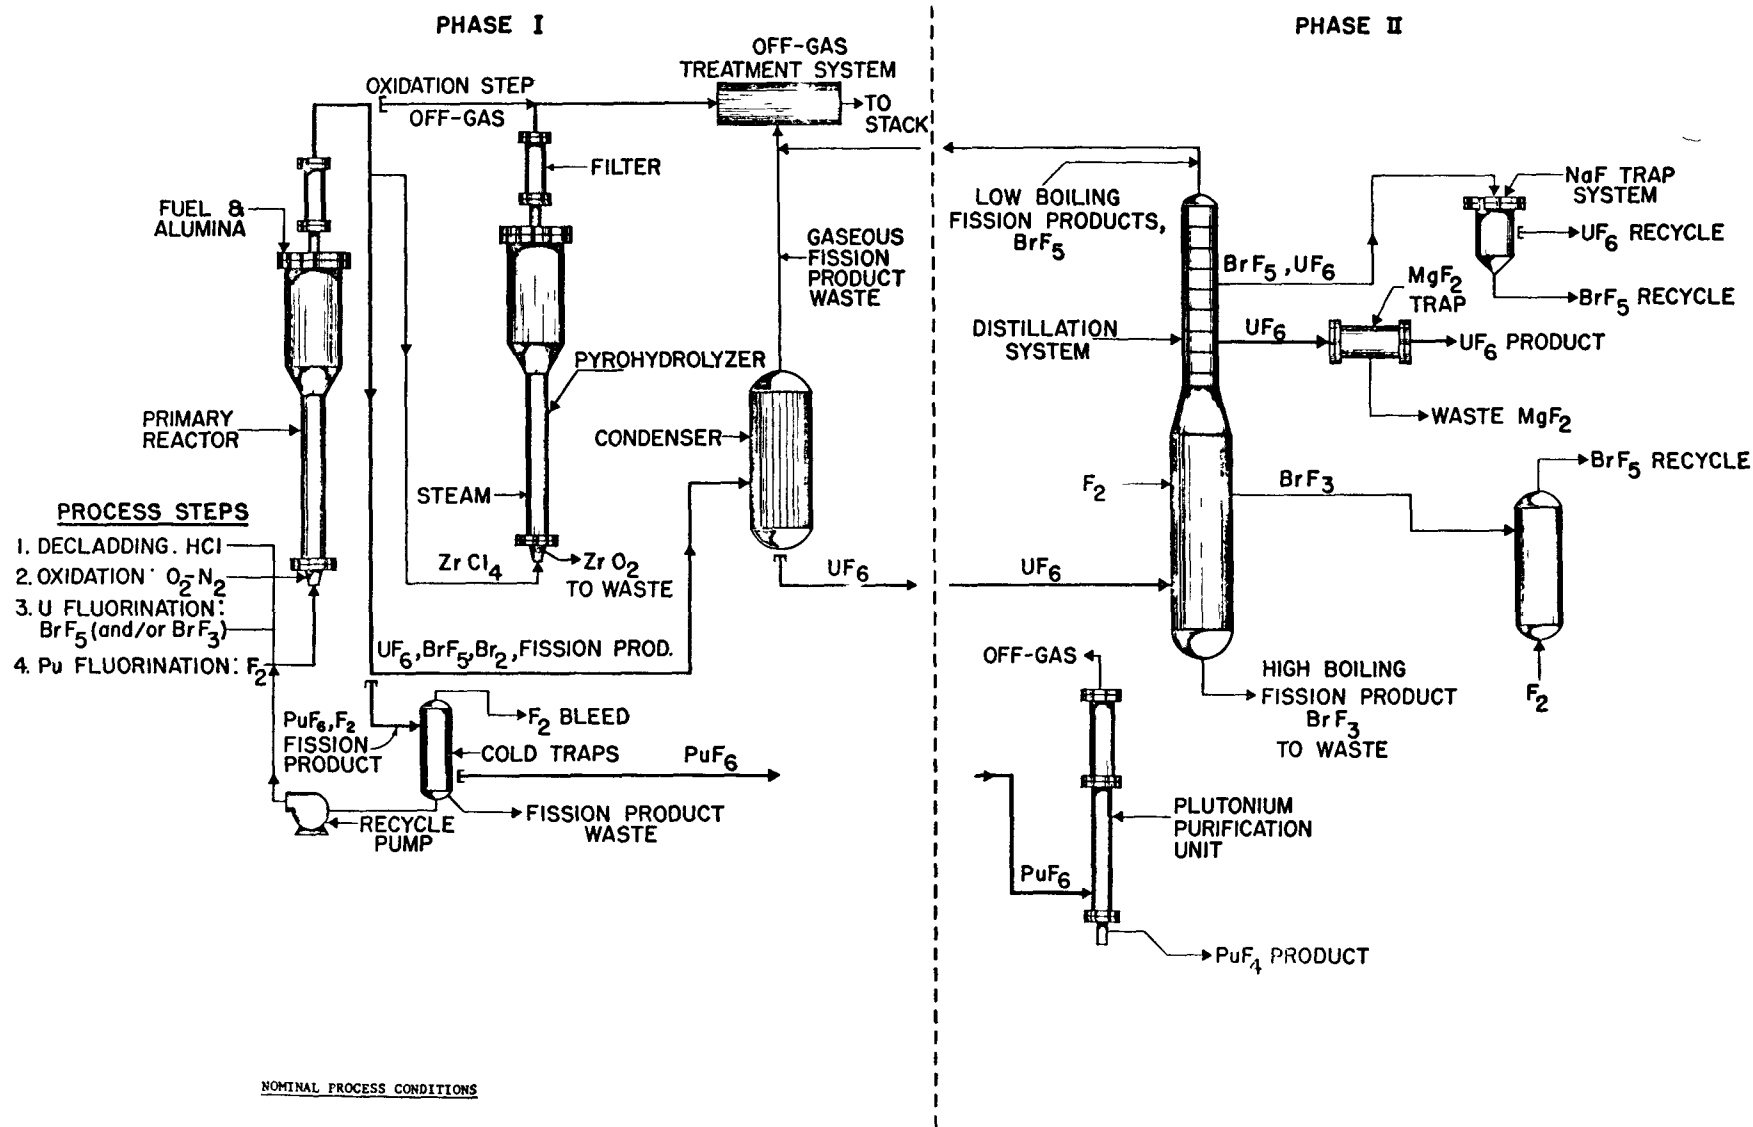 PHASE I
PHASE II
OFF-GAS
TREATMENT SYSTEM
OXIDATION STEP
OFF-GAS
TO
STACK
FILTER
FUEL &
ALUMINA
GASEOUS
FISSION
PRODUCT
WASTE
PYROHYDROLYZER
PRIMARY
REACTOR
CONDENSER
STEAM
PROCESS STEPS
1. DECLADDING. HCl
2. OXIDATION: O2-N2
3. U FLUORINATION:
BrF5 (and/or BrF3)
4. Pu FLUORINATION: F2
ZrCl4
ZrO2
TO WASTE
UF6
UF6, BrF5, Br2, FISSION PROD.
PuF6, F2
FISSION
PRODUCT
F2 BLEED
COLD TRAPS
PuF6
FISSION PRODUCT
WASTE
RECYCLE
PUMP
LOW BOILING
FISSION PRODUCTS,
BrF5
NaF TRAP
SYSTEM
UF6 RECYCLE
BrF5, UF6
MgF2
TRAP
BrF5 RECYCLE
DISTILLATION
SYSTEM
UF6
UF6 PRODUCT
WASTE MgF2
BrF5 RECYCLE
F2
BrF3
UF6
OFF-GAS
HIGH BOILING
FISSION PRODUCT
BrF3
TO WASTE
F2
PLUTONIUM
PURIFICATION
UNIT
PuF6
PuF4 PRODUCT
NOMINAL PROCESS CONDITIONS